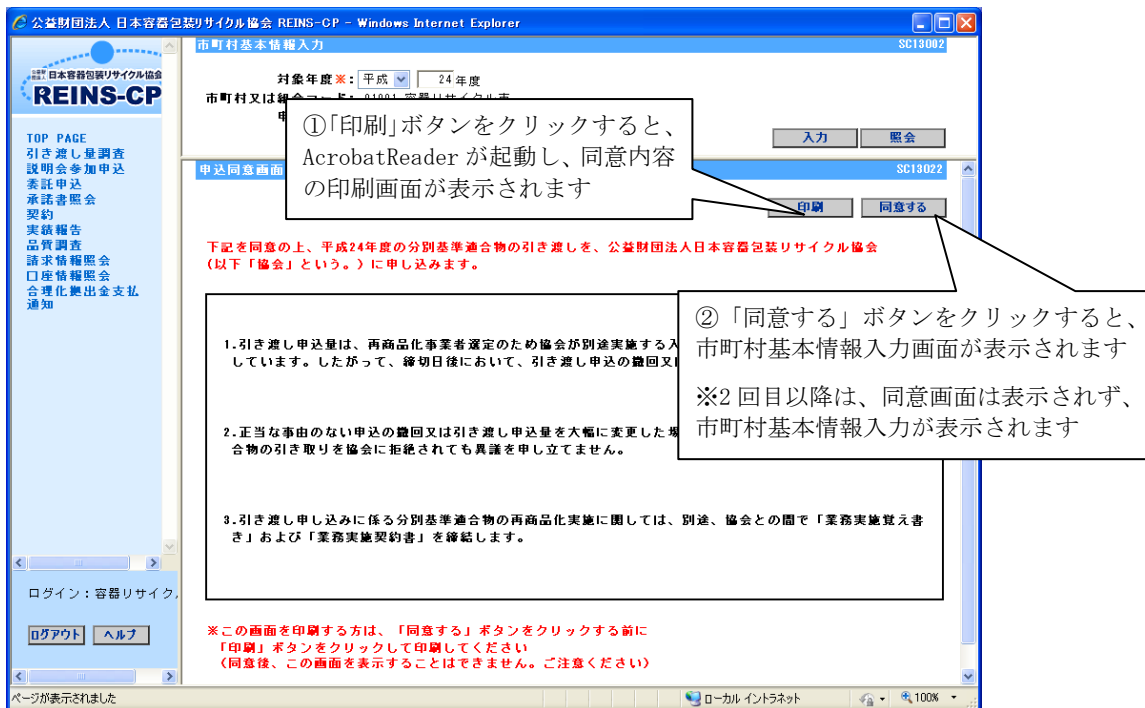 公益財団法人 日本容器包装リサイクル協会 REINS-CP - Windows Internet Explorer
日本容器包装リサイクル協会
REINS-CP
TOP PAGE
引き渡し量調査
説明会参加申込
委託申込
承諾書照会
契約
実績報告
品質調査
請求情報照会
口座情報照会
合理化拠出金支払
通知
ログイン：容器リサイク
ログアウト ヘルプ
市町村基本情報入力 SC13002
対象年度※： 平成 24 年度
市町村又は
入力 照会
申込同意画面 SC13022
印刷 同意する
①「印刷」ボタンをクリックすると、
AcrobatReader が起動し、同意内容
の印刷画面が表示されます
下記を同意の上、平成24年度の分別基準適合物の引き渡しを、公益財団法人日本容器包装リサイクル協会
(以下「協会」という。)に申し込みます。
②「同意する」ボタンをクリックすると、
市町村基本情報入力画面が表示されます
※2 回目以降は、同意画面は表示されず、
市町村基本情報入力が表示されます
1.引き渡し申込量は、再商品化事業者選定のため協会が別途実施する入
しています。したがって、締切日後において、引き渡し申込の撤回又
2.正当な事由のない申込の撤回又は引き渡し申込量を大幅に変更した場
合物の引き取りを協会に拒絶されても異議を申し立てません。
3.引き渡し申し込みに係る分別基準適合物の再商品化実施に関しては、別途、協会との間で「業務実施覚え書
き」および「業務実施契約書」を締結します。
※この画面を印刷する方は、「同意する」ボタンをクリックする前に
「印刷」ボタンをクリックして印刷してください
(同意後、この画面を表示することはできません。ご注意ください)
ページが表示されました ローカル イントラネット 100%